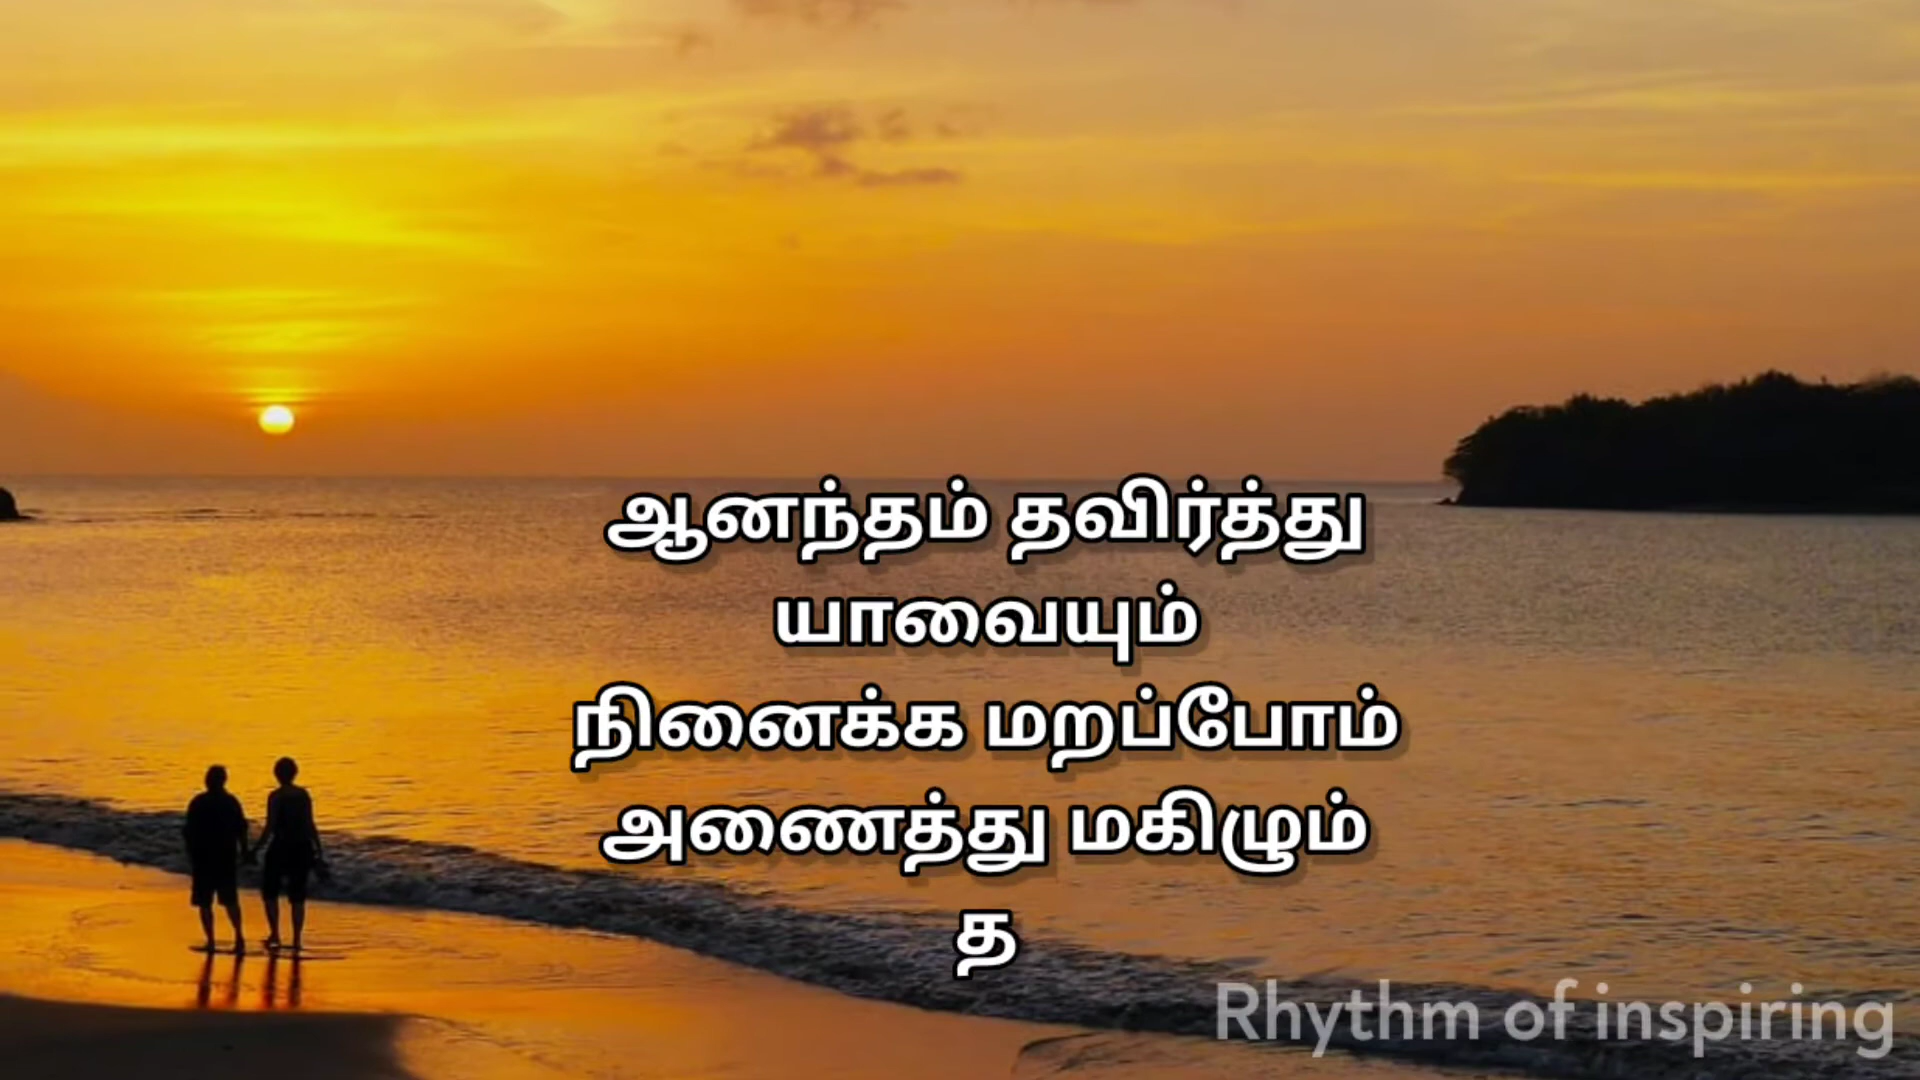 ஆனந்தம் தவிர்த்து
யாவையும்
நினைக்க மறப்போம்
அணைத்து மகிழும்
த
Rhythm of inspiring